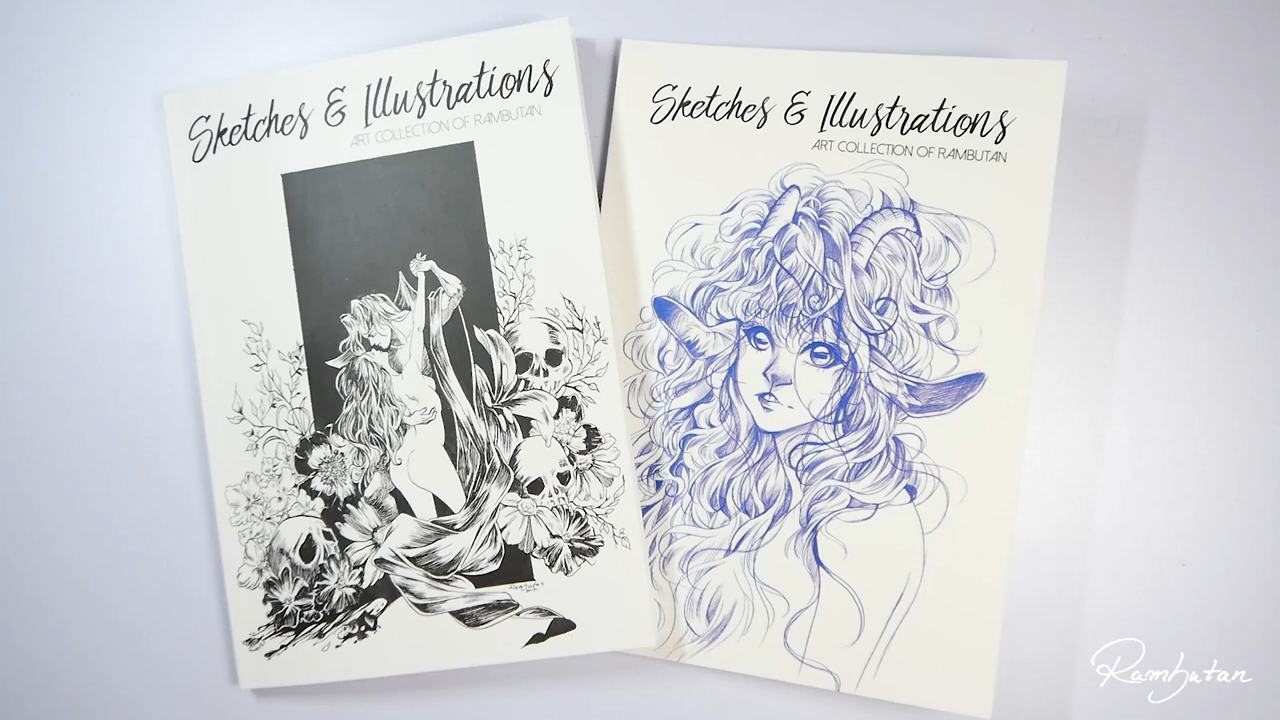 Sketches & Illustrations
ART COLLECTION OF RAMBUTAN
Sketches & Illustrations
ART COLLECTION OF RAMBUTAN
Rambutan